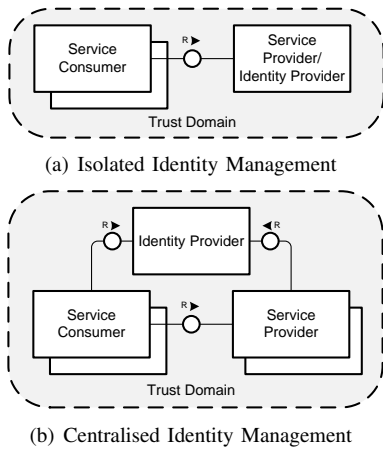 R
Service
Consumer
Service
Provider/
Identity Provider
Trust Domain
(a) Isolated Identity Management
R
Identity Provider
R
Service
Consumer
R
Service
Provider
Trust Domain
(b) Centralised Identity Management